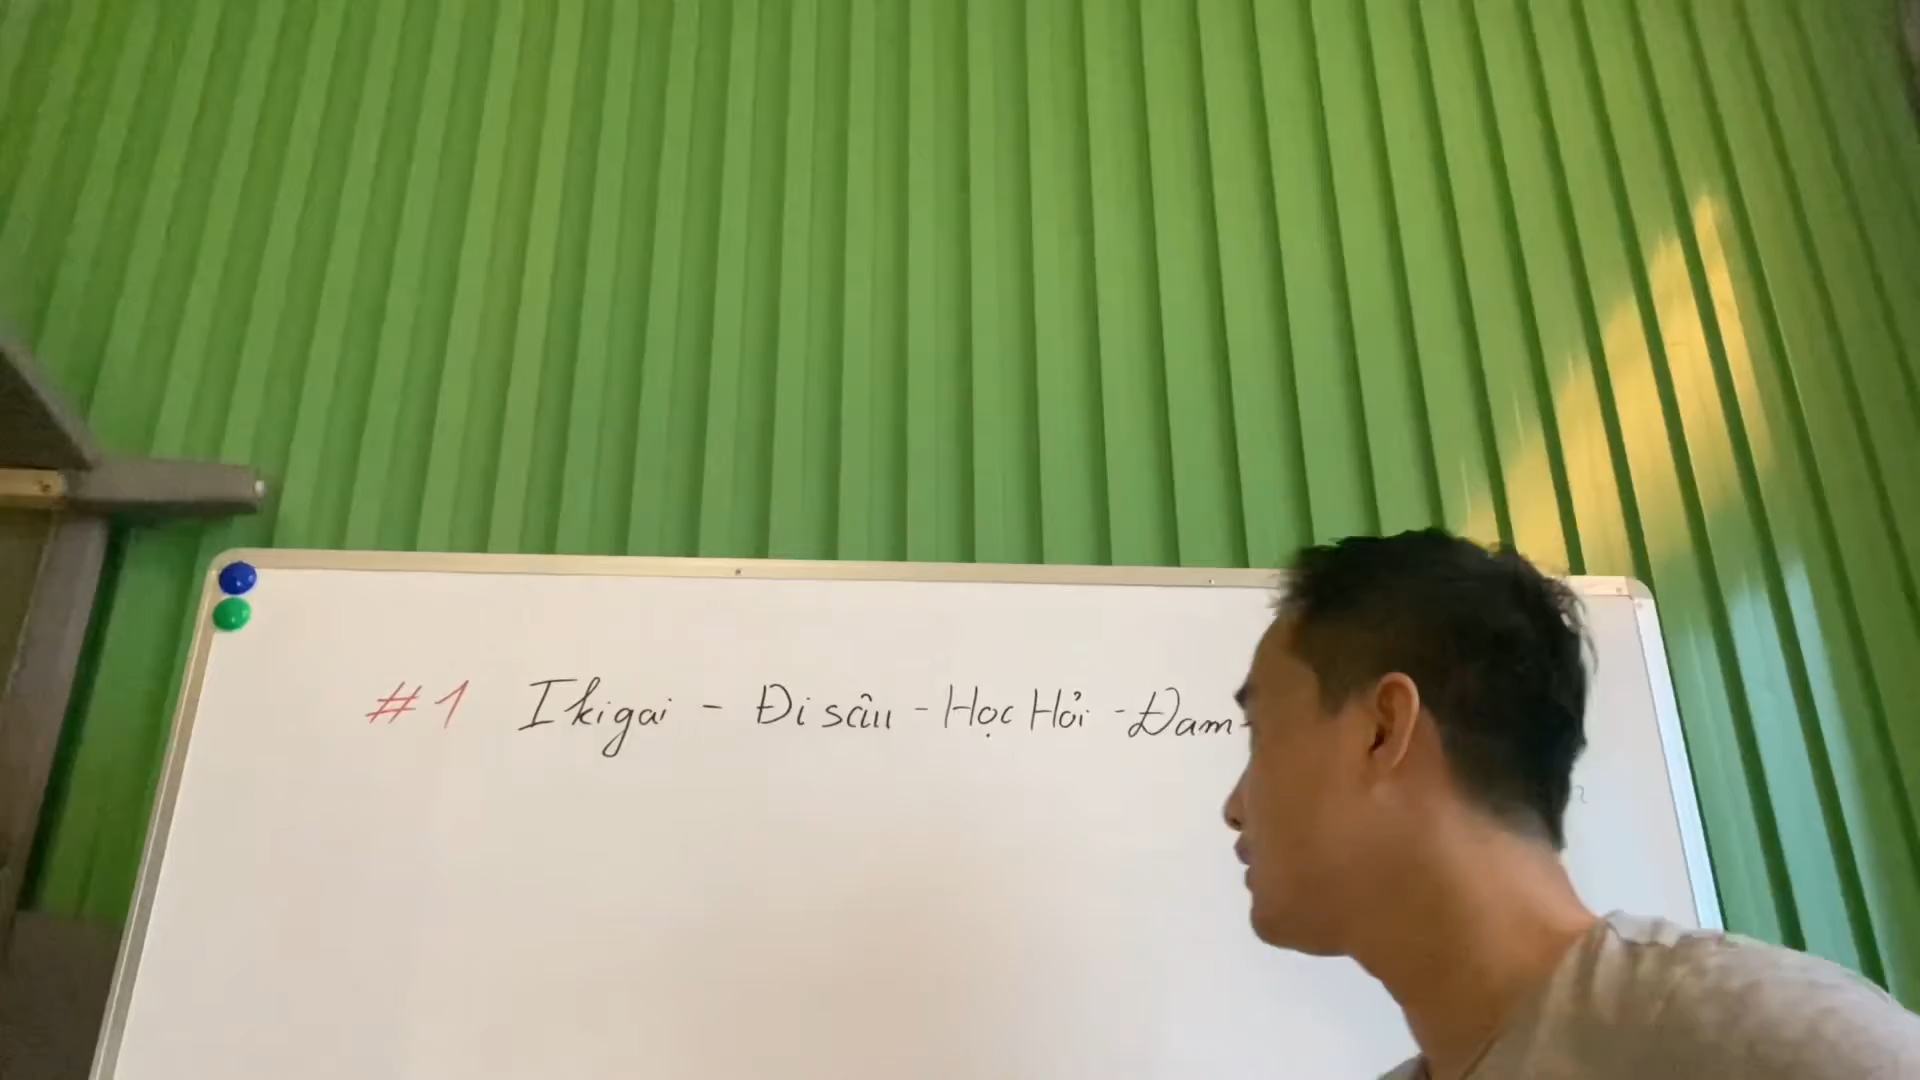 #1 Ikigai - Đi sâu - Học Hỏi - Đam